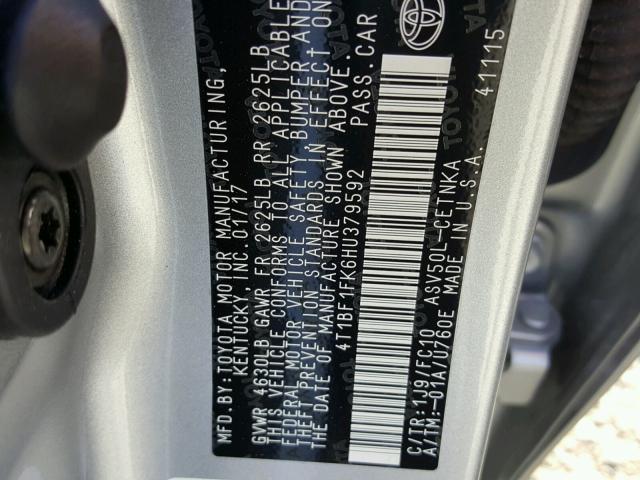 MFD.BY:TOYOTA MOTOR MANUFACTURING,
KENTUCKY, INC. 01/17
GVWR 4630LB GAWR FR 2625LB RR 2625LB
THIS VEHICLE CONFORMS TO ALL APPLICABLE
FEDERAL MOTOR VEHICLE SAFETY, BUMPER AND
THEFT PREVENTION STANDARDS IN EFFECT ON
THE DATE OF MANUFACTURE SHOWN ABOVE.
4T1BF1FK6HU379592 PASS.CAR
C/TR:1J9/FC10 ASV50L-CETNKA
A/TM:-01A/U760E MADE IN U.S.A.
41115
TOYOTA